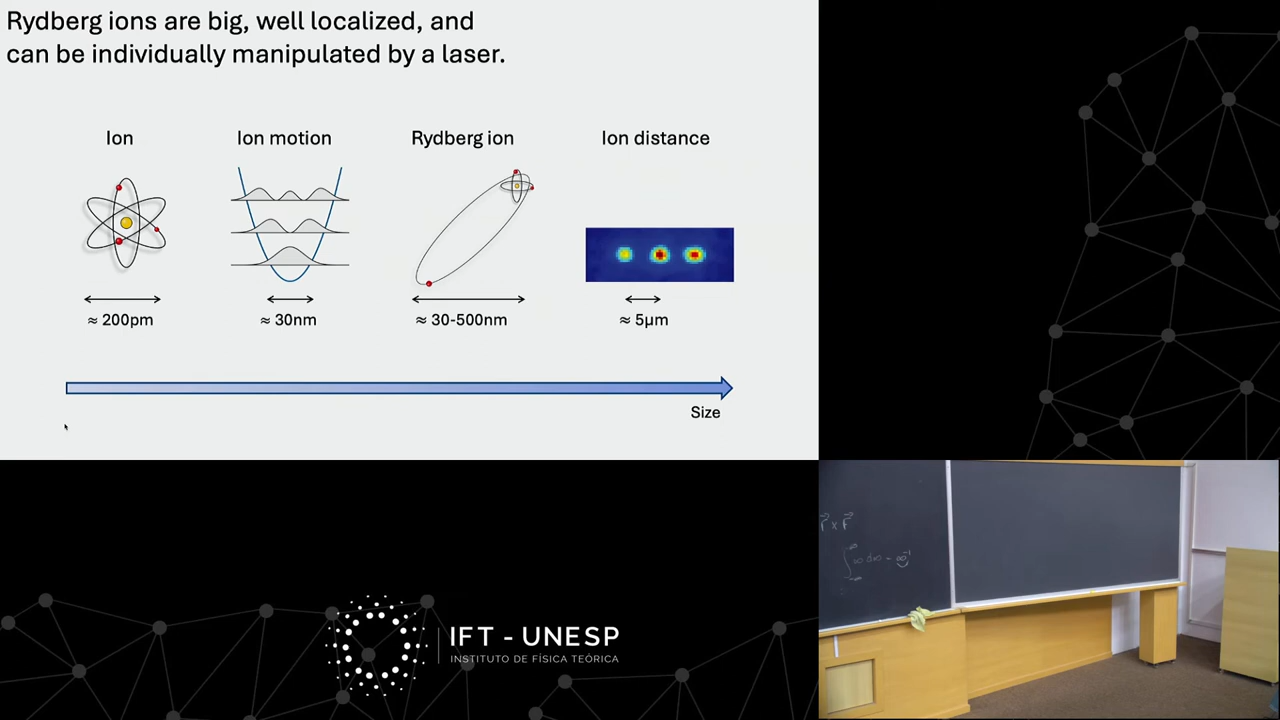 Rydberg ions are big, well localized, and
can be individually manipulated by a laser.
Ion
Ion motion
Rydberg ion
Ion distance
≈ 200pm
≈ 30nm
≈ 30-500nm
≈ 5μm
Size
IFT - UNESP
INSTITUTO DE FÍSICA TEÓRICA